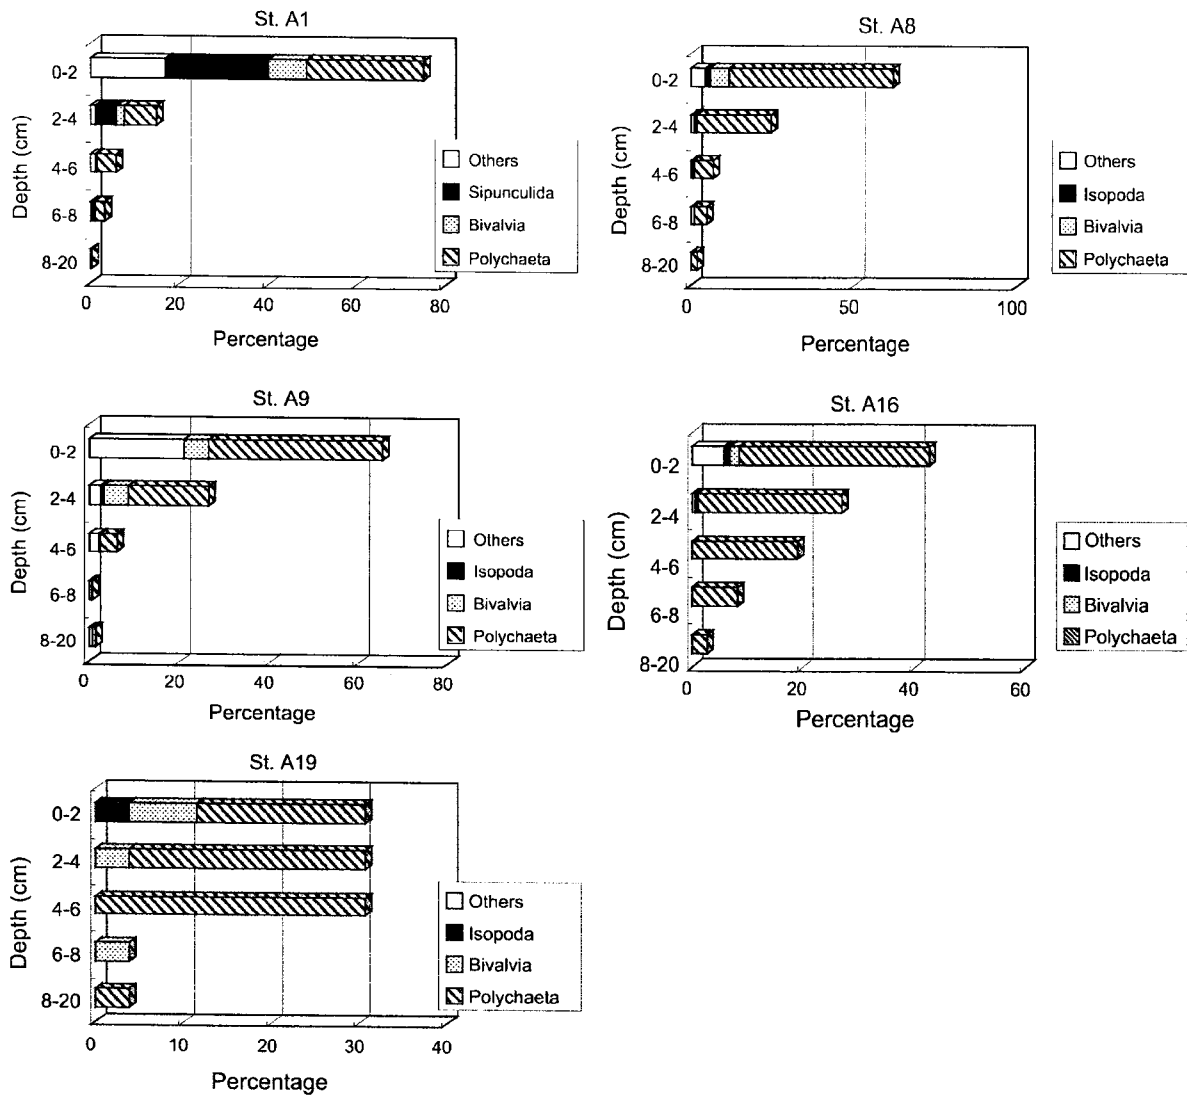 St. A1
Depth (cm)
0-2
2-4
4-6
6-8
8-20
0 20 40 60 80
Percentage
Others
Sipunculida
Bivalvia
Polychaeta
St. A8
Depth (cm)
0-2
2-4
4-6
6-8
8-20
0 50 100
Percentage
Others
Isopoda
Bivalvia
Polychaeta
St. A9
Depth (cm)
0-2
2-4
4-6
6-8
8-20
0 20 40 60 80
Percentage
Others
Isopoda
Bivalvia
Polychaeta
St. A16
Depth (cm)
0-2
2-4
4-6
6-8
8-20
0 20 40 60
Percentage
Others
Isopoda
Bivalvia
Polychaeta
St. A19
Depth (cm)
0-2
2-4
4-6
6-8
8-20
0 10 20 30 40
Percentage
Others
Isopoda
Bivalvia
Polychaeta